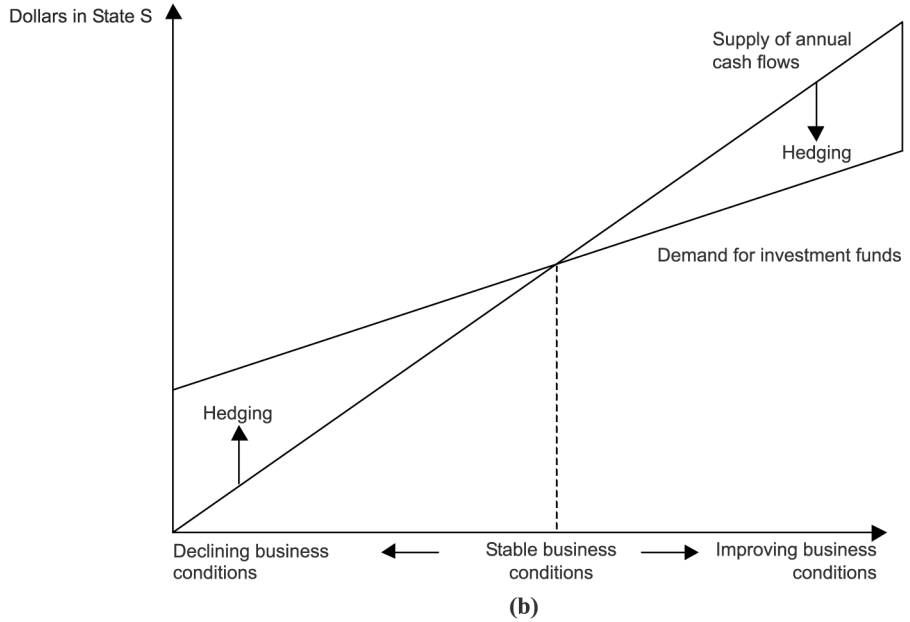 Dollars in State S
Supply of annual
cash flows
Hedging
Demand for investment funds
Hedging
Declining business
conditions
Stable business
conditions
Improving business
conditions
(b)